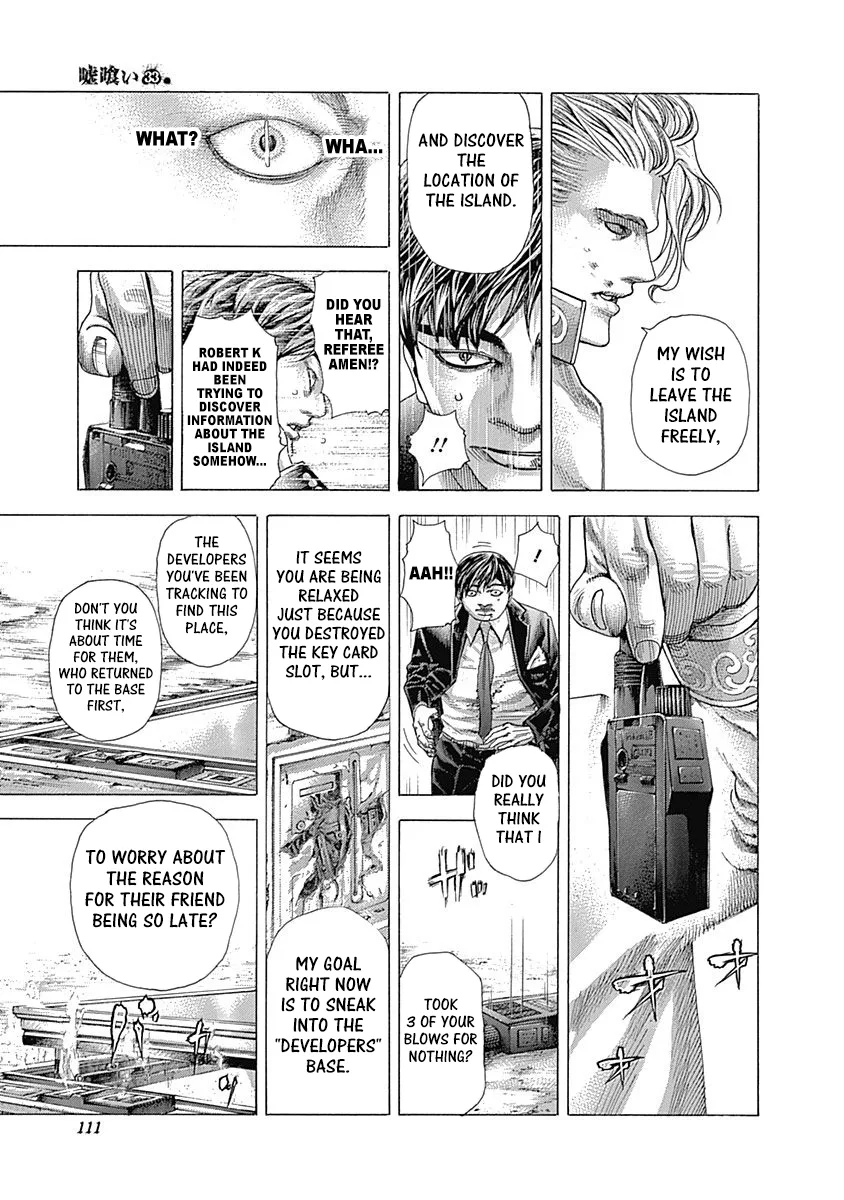 嘘喰い 33
MY WISH
IS TO
LEAVE THE
ISLAND
FREELY,
AND DISCOVER
THE
LOCATION OF
THE ISLAND.
!!
WHA...
WHAT?
DID YOU
HEAR
THAT,
REFEREE
AMEN!?
ROBERT K
HAD INDEED
BEEN
TRYING TO
DISCOVER
INFORMATION
ABOUT THE
ISLAND
SOMEHOW...
サ
サ
サ
!
AAH!!
DID YOU
REALLY
THINK
THAT I
ザ
TOOK
3 OF YOUR
BLOWS FOR
NOTHING?
IT SEEMS
YOU ARE BEING
RELAXED
JUST BECAUSE
YOU DESTROYED
THE KEY CARD
SLOT, BUT...
MY GOAL
RIGHT NOW
IS TO SNEAK
INTO THE
"DEVELOPERS"
BASE.
THE
DEVELOPERS
YOU'VE BEEN
TRACKING TO
FIND THIS
PLACE,
DON'T YOU
THINK IT'S
ABOUT TIME
FOR THEM,
WHO RETURNED
TO THE BASE
FIRST,
TO WORRY ABOUT
THE REASON
FOR THEIR FRIEND
BEING SO LATE?
111